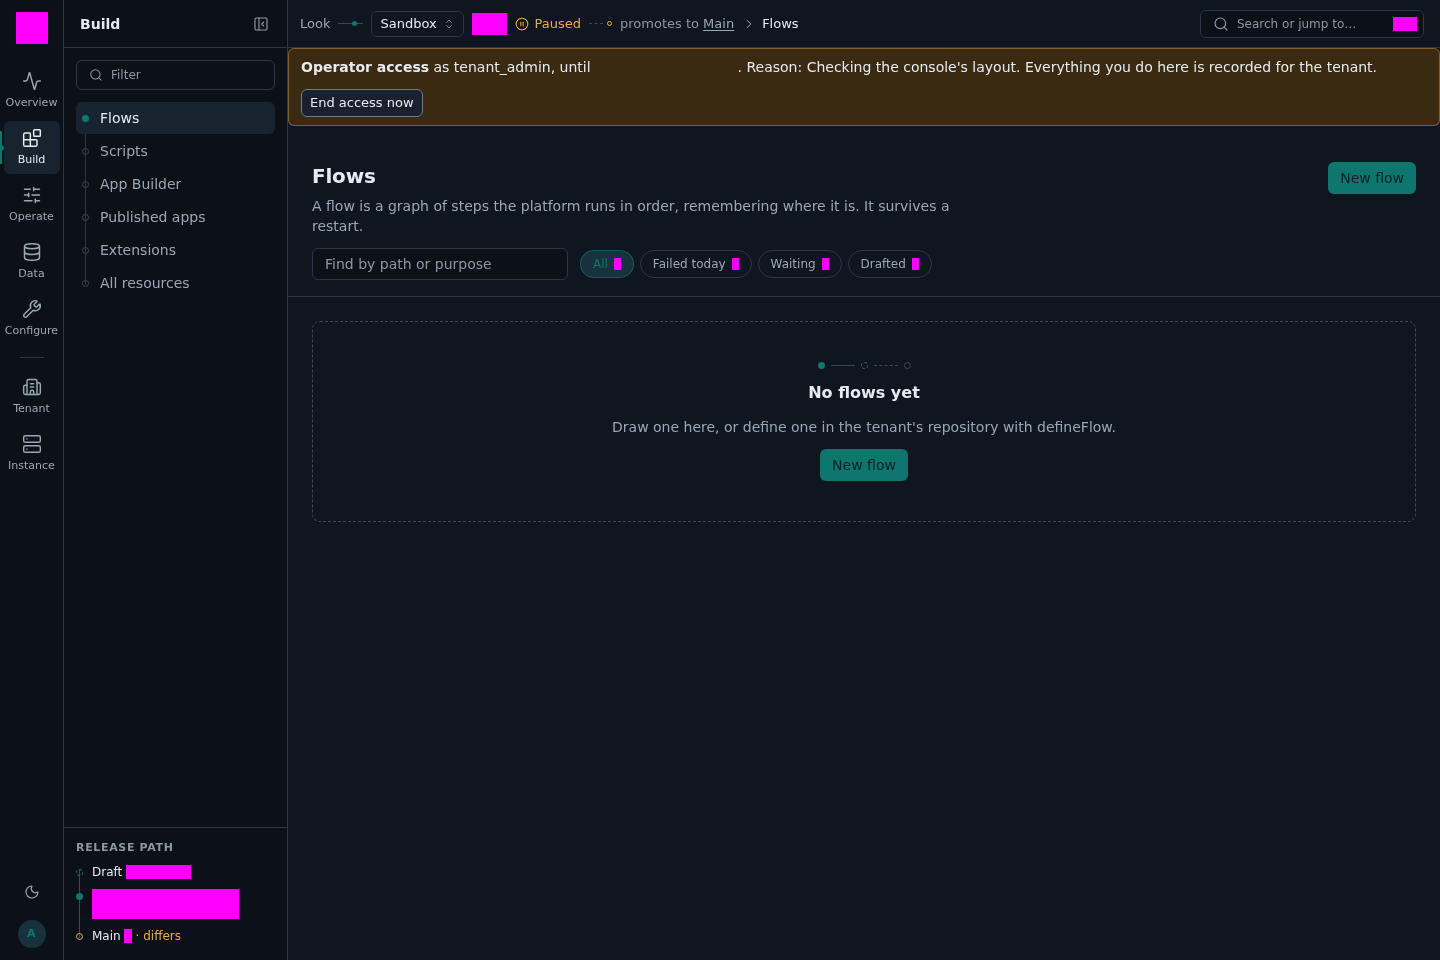 Build
Look
Sandbox
Paused
promotes to Main
Flows
Search or jump to...
Overview
Build
Operate
Data
Configure
Tenant
Instance
A
Filter
Flows
Scripts
App Builder
Published apps
Extensions
All resources
RELEASE PATH
Draft
Main · differs
Operator access as tenant_admin, until . Reason: Checking the console's layout. Everything you do here is recorded for the tenant.
End access now
Flows
New flow
A flow is a graph of steps the platform runs in order, remembering where it is. It survives a
restart.
Find by path or purpose
All
Failed today
Waiting
Drafted
No flows yet
Draw one here, or define one in the tenant's repository with defineFlow.
New flow